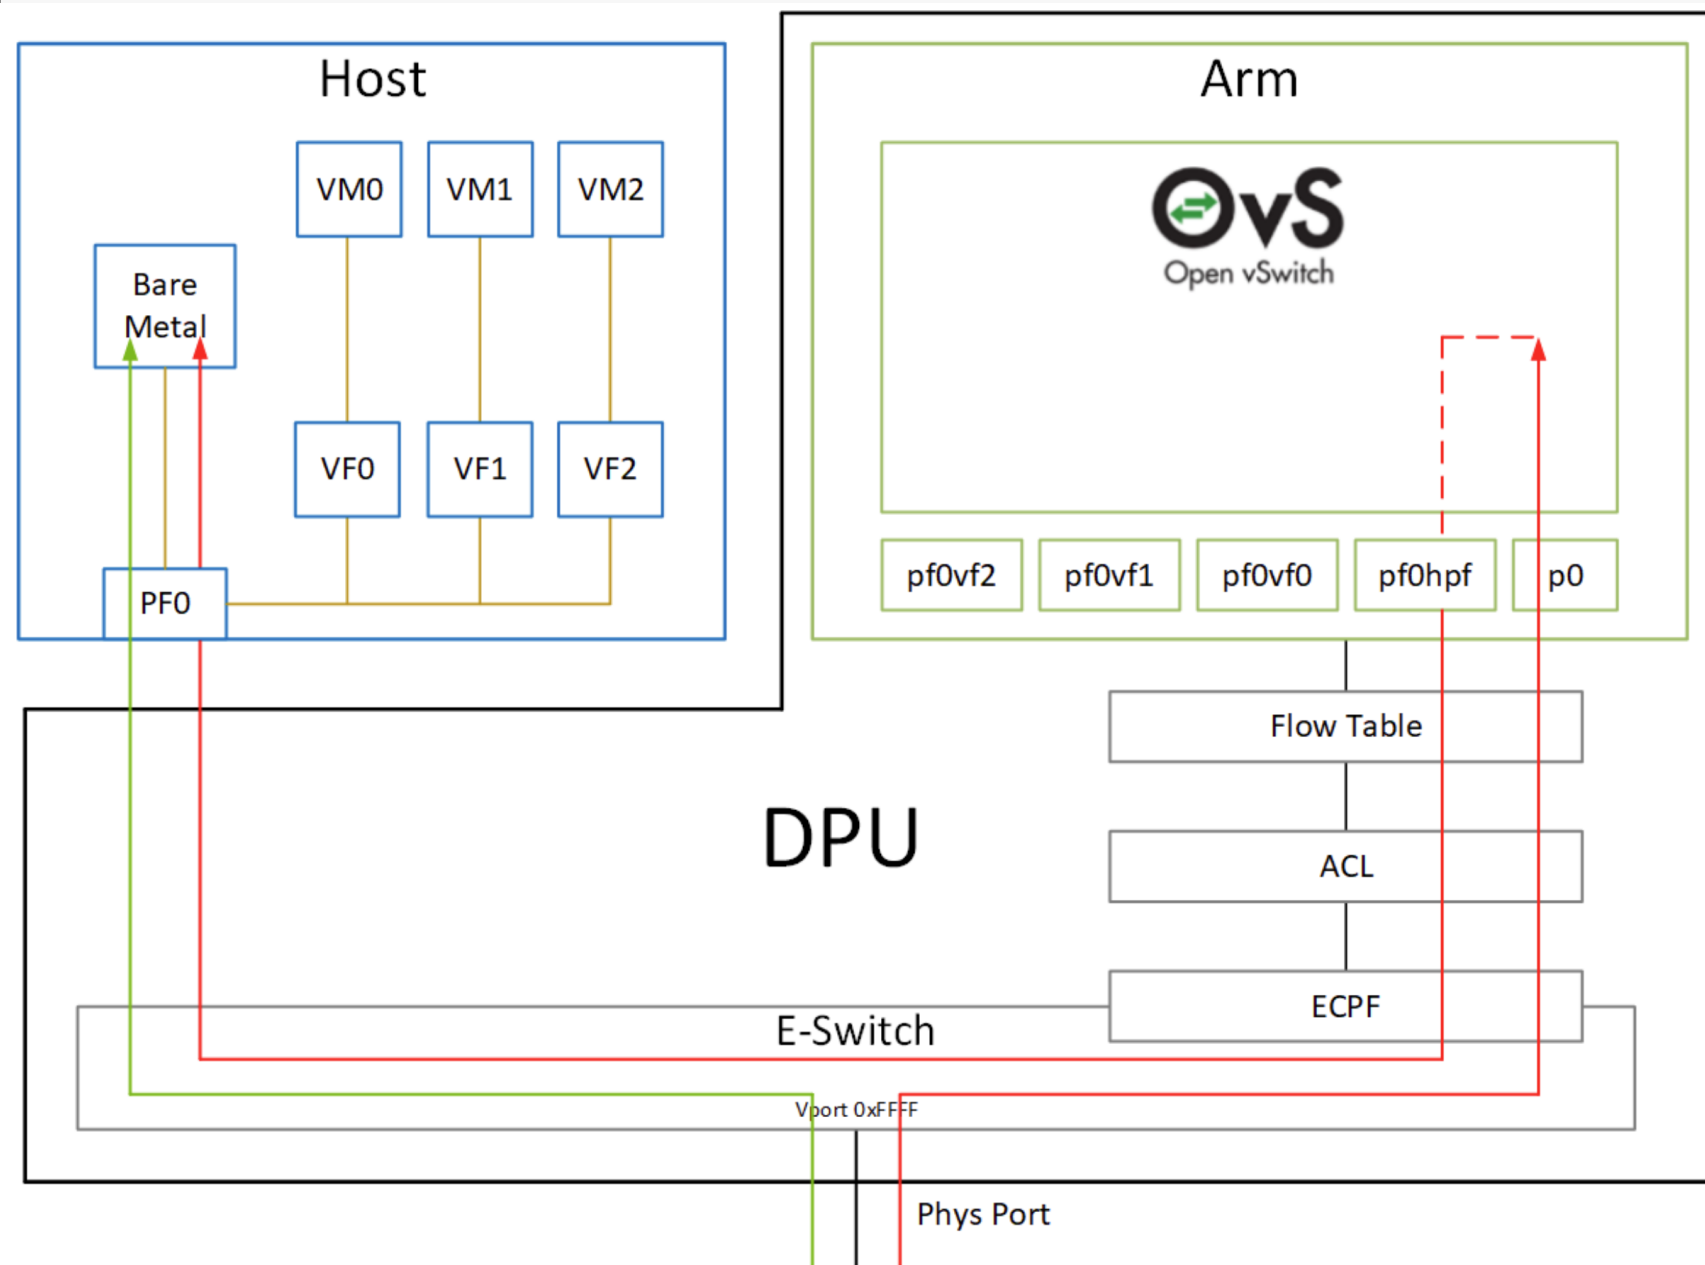 Host
VM0
VM1
VM2
Bare
Metal
VF0
VF1
VF2
PF0
Arm
OvS
Open vSwitch
pf0vf2
pf0vf1
pf0vf0
pf0hpf
p0
Flow Table
DPU
ACL
ECPF
E-Switch
Vport 0xFFFF
Phys Port